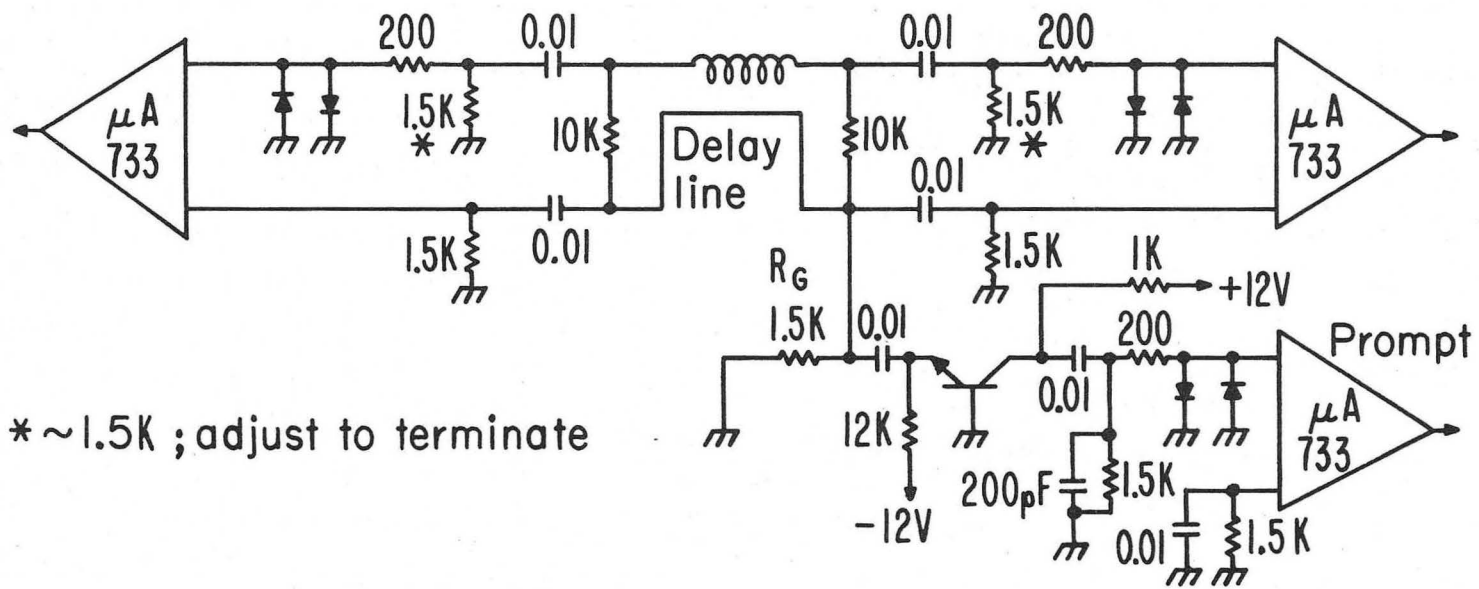 200
0.01
0.01
200
μA
733
1.5K
*
10K
Delay
line
10K
1.5K
*
μA
733
0.01
1.5K
0.01
1.5K
R_G
1.5K
0.01
1K
+12V
200
Prompt
0.01
μA
733
12K
-12V
200pF
1.5K
0.01
1.5K
*~1.5K ; adjust to terminate